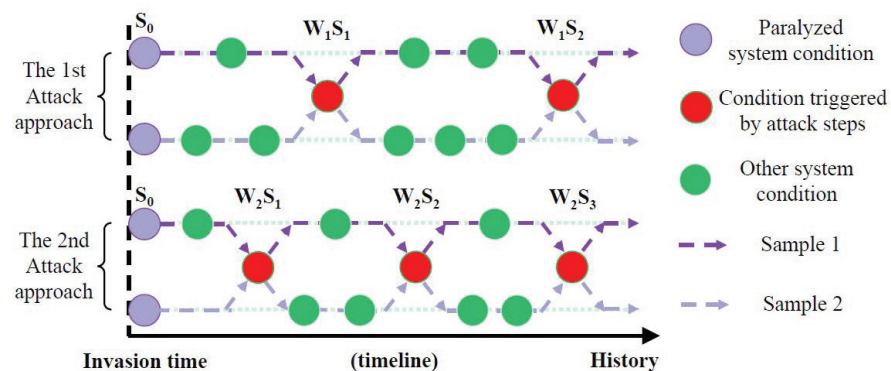 S0 W1S1 W1S2
The 1st
Attack
approach
S0 W2S1 W2S2 W2S3
The 2nd
Attack
approach
Invasion time (timeline) History
Paralyzed
system condition
Condition triggered
by attack steps
Other system
condition
Sample 1
Sample 2